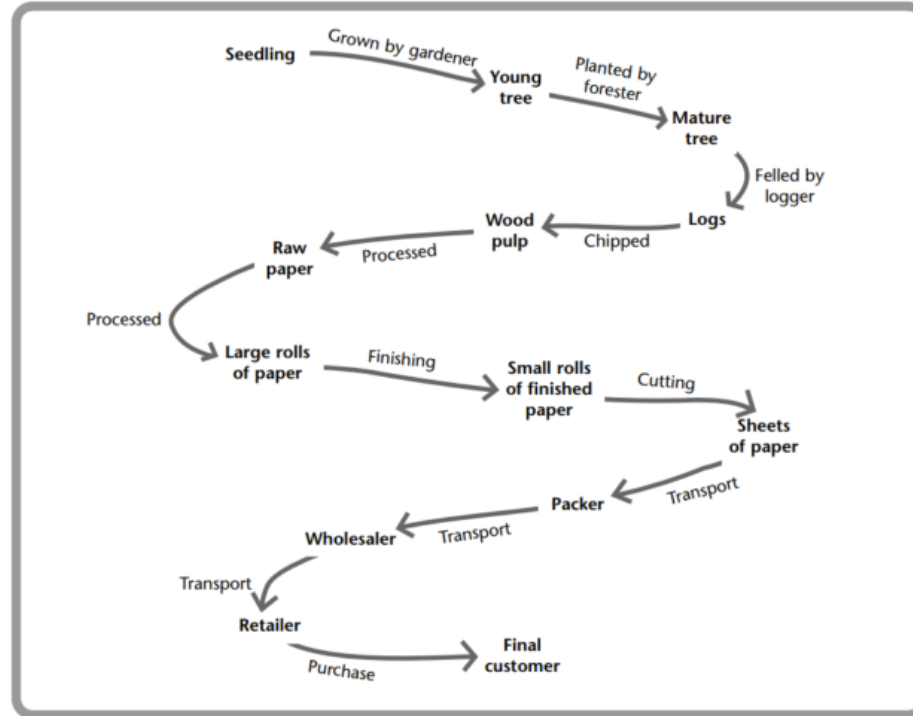 Seedling
Grown by gardener
Young
tree
Planted by
forester
Mature
tree
Felled by
logger
Logs
Chipped
Wood
pulp
Processed
Raw
paper
Processed
Large rolls
of paper
Finishing
Small rolls
of finished
paper
Cutting
Sheets
of paper
Transport
Packer
Transport
Wholesaler
Transport
Retailer
Purchase
Final
customer